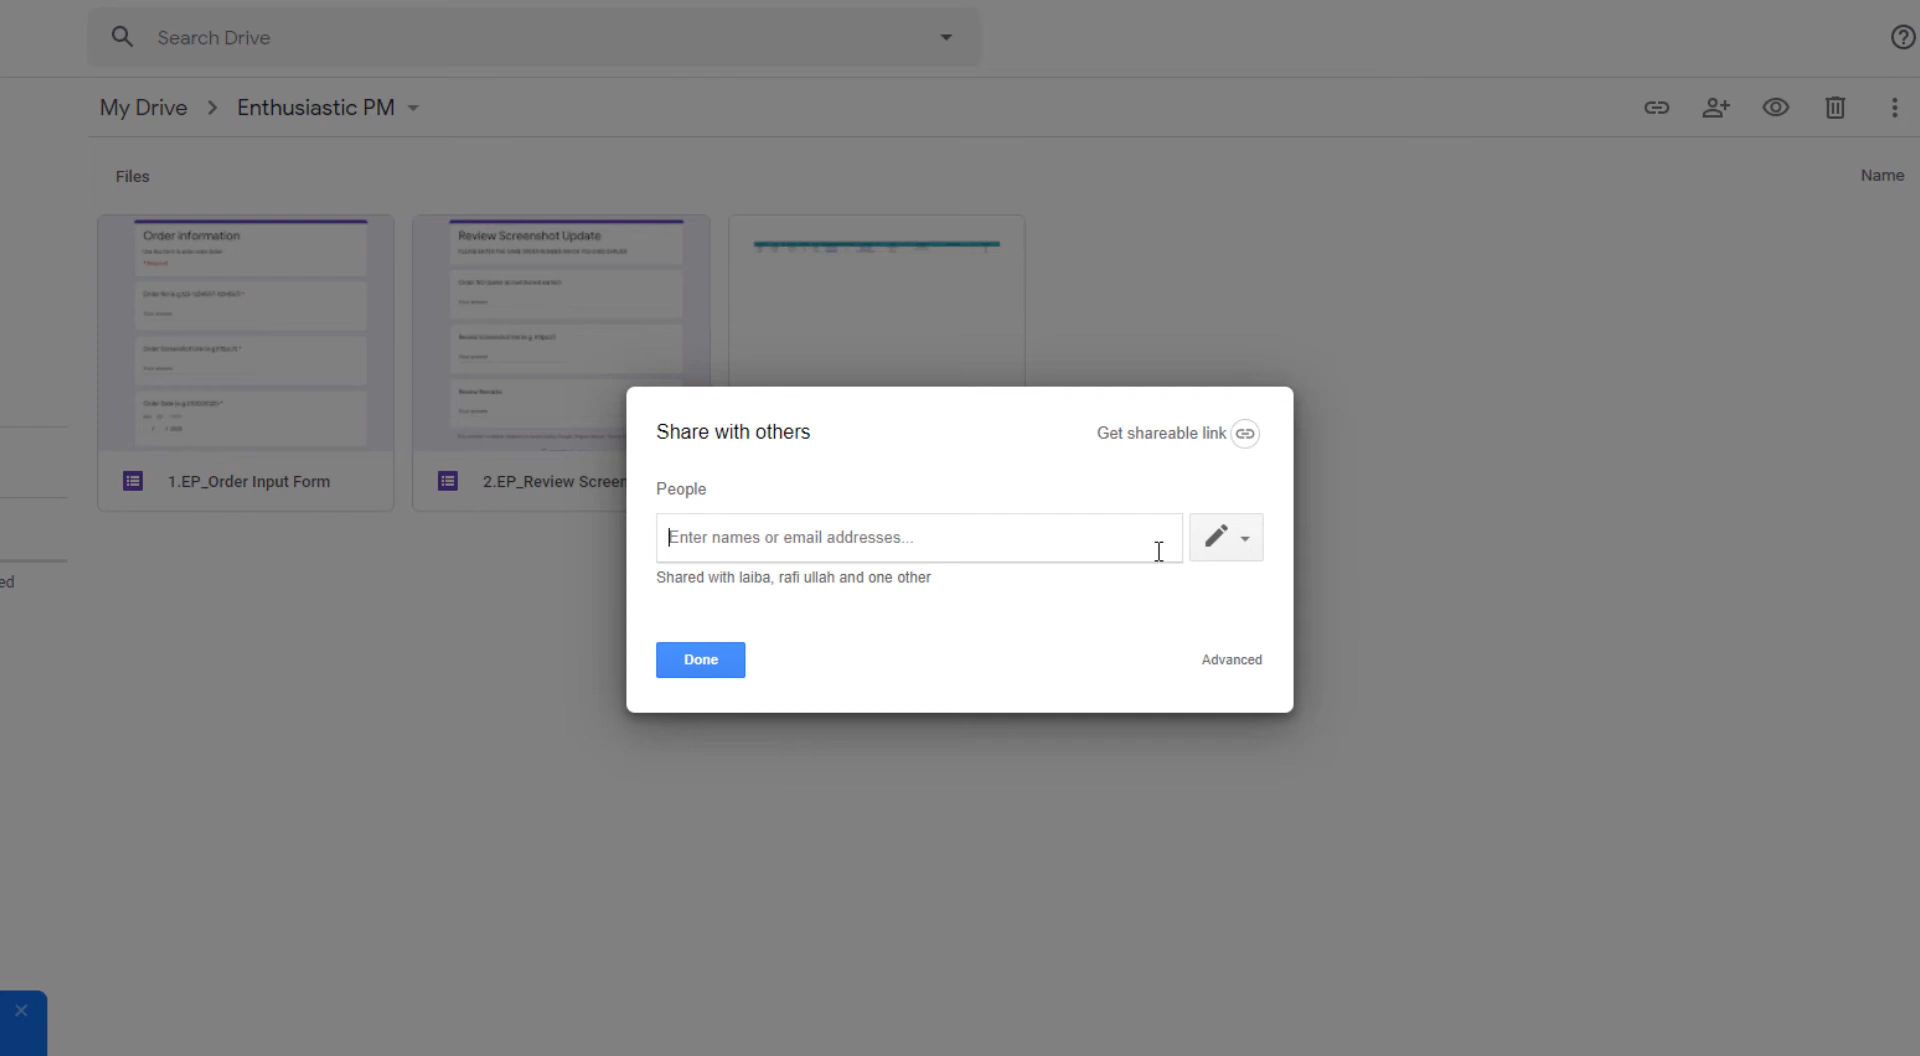 Search Drive
My Drive > Enthusiastic PM
Files
Name
Order information
Review Screenshot Update
Share with others
Get shareable link
People
Enter names or email addresses...
Shared with laiba, rafi ullah and one other
Done
Advanced
1.EP_Order Input Form
2.EP_Review Screen
ed